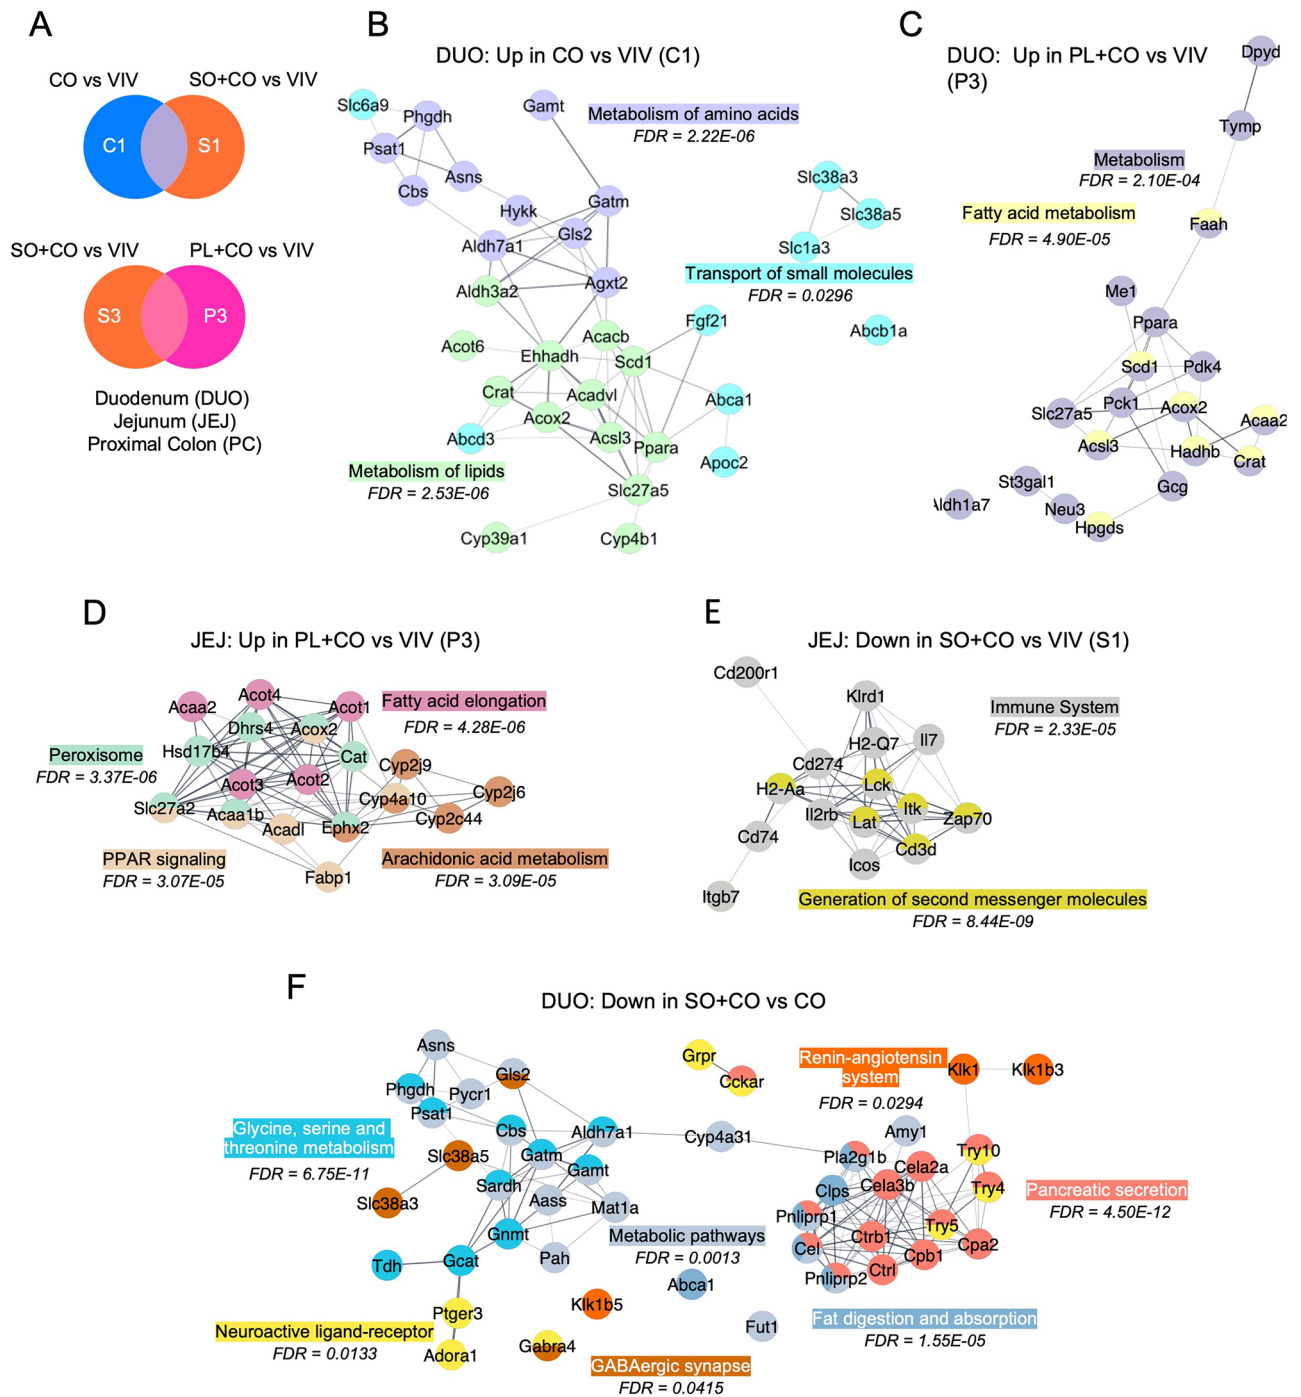 A
CO vs VIV
SO+CO vs VIV
C1
S1
SO+CO vs VIV
PL+CO vs VIV
S3
P3
Duodenum (DUO)
Jejunum (JEJ)
Proximal Colon (PC)
B
DUO: Up in CO vs VIV (C1)
Slc6a9
Phgdh
Gamt
Metabolism of amino acids
FDR = 2.22E-06
Psat1
Asns
Cbs
Hykk
Gatm
Gls2
Aldh7a1
Slc38a3
Slc38a5
Slc1a3
Aldh3a2
Agxt2
Transport of small molecules
FDR = 0.0296
Fgf21
Abcb1a
Acot6
Acacb
Ehhadh
Scd1
Crat
Acadvl
Abca1
Acox2
Abcd3
Acsl3
Ppara
Apoc2
Metabolism of lipids
FDR = 2.53E-06
Slc27a5
Cyp39a1
Cyp4b1
C
DUO: Up in PL+CO vs VIV
(P3)
Dpyd
Tymp
Metabolism
FDR = 2.10E-04
Fatty acid metabolism
FDR = 4.90E-05
Faah
Me1
Ppara
Scd1
Pdk4
Slc27a5
Pck1
Acox2
Acaa2
Acsl3
Hadhb
Crat
St3gal1
Gcg
ldh1a7
Neu3
Hpgds
D
JEJ: Up in PL+CO vs VIV (P3)
Acaa2
Acot4
Acot1
Fatty acid elongation
FDR = 4.28E-06
Dhrs4
Acox2
Peroxisome
FDR = 3.37E-06
Hsd17b4
Cat
Cyp2j9
Acot3
Acot2
Cyp4a10
Cyp2j6
Slc27a2
Acaa1b
Acadl
Ephx2
Cyp2c44
PPAR signaling
FDR = 3.07E-05
Arachidonic acid metabolism
FDR = 3.09E-05
Fabp1
E
JEJ: Down in SO+CO vs VIV (S1)
Cd200r1
Klrd1
Immune System
FDR = 2.33E-05
H2-Q7
Il7
Cd274
H2-Aa
Lck
Il2rb
Lat
Itk
Zap70
Cd74
Cd3d
Icos
Itgb7
Generation of second messenger molecules
FDR = 8.44E-09
F
DUO: Down in SO+CO vs CO
Asns
Gls2
Phgdh
Pycr1
Psat1
Grpr
Cckar
Renin-angiotensin
system
FDR = 0.0294
Klk1
Klk1b3
Glycine, serine and
threonine metabolism
FDR = 6.75E-11
Cbs
Aldh7a1
Cyp4a31
Amy1
Slc38a5
Gatm
Gamt
Pla2g1b
Cela2a
Try10
Slc38a3
Sardh
Aass
Mat1a
Clps
Cela3b
Try4
Pancreatic secretion
FDR = 4.50E-12
Gnmt
Metabolic pathways
FDR = 0.0013
Pnliprp1
Try5
Ctrb1
Tdh
Gcat
Pah
Cel
Cpb1
Cpa2
Pnliprp2
Ctrl
Abca1
Klk1b5
Ptger3
Fut1
Fat digestion and absorption
FDR = 1.55E-05
Neuroactive ligand-receptor
FDR = 0.0133
Adora1
Gabra4
GABAergic synapse
FDR = 0.0415